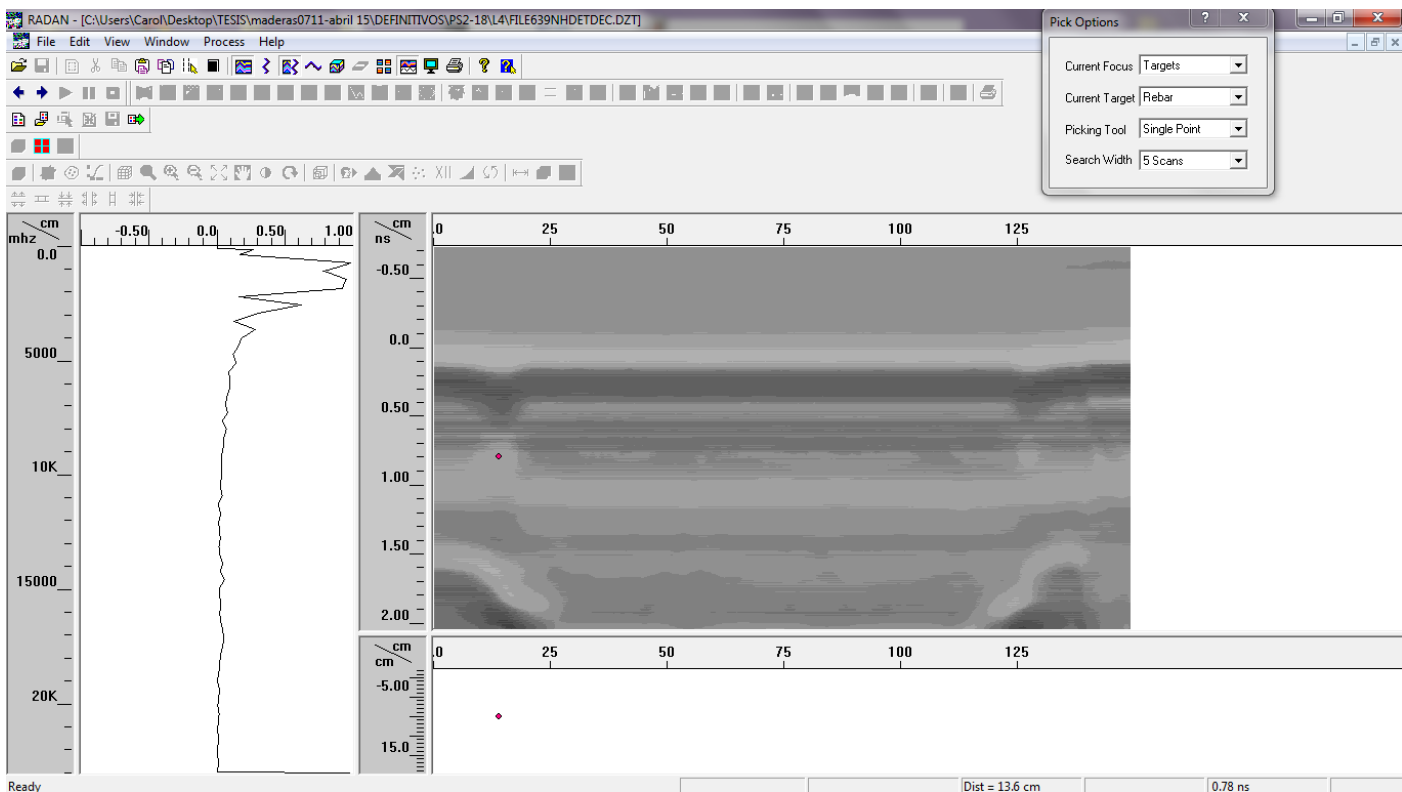 RADAN - [C:\Users\Carol\Desktop\TESIS\maderas0711-abril 15\DEFINITIVOS\PS2-18\L4\FILE639NHDETDEC.DZT]
File Edit View Window Process Help
Pick Options
Current Focus Targets
Current Target Rebar
Picking Tool Single Point
Search Width 5 Scans
cm
mhz
-0.50 0.0 0.50 1.00
cm
ns
.0 25 50 75 100 125
0.0
5000
10K
15000
20K
-0.50
0.0
0.50
1.00
1.50
2.00
cm
cm
.0 25 50 75 100 125
-5.00
15.0
Ready
Dist = 13.6 cm
0.78 ns